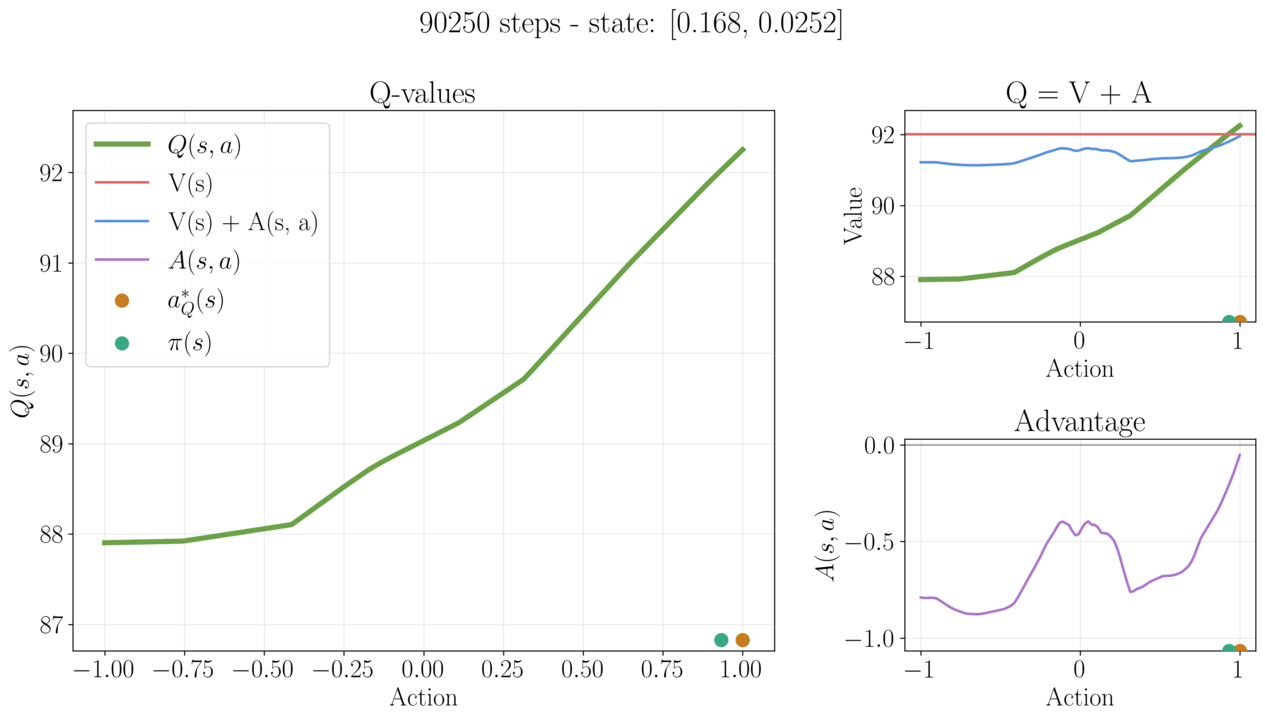 90250 steps - state: [0.168, 0.0252]
Q-values
Q(s, a)
V(s)
V(s) + A(s, a)
A(s, a)
a*Q(s)
π(s)
92
91
90
89
88
87
Q(s, a)
−1.00 −0.75 −0.50 −0.25 0.00 0.25 0.50 0.75 1.00
Action
Q = V + A
92
90
88
Value
−1 0 1
Action
Advantage
0.0
−0.5
−1.0
A(s, a)
−1 0 1
Action